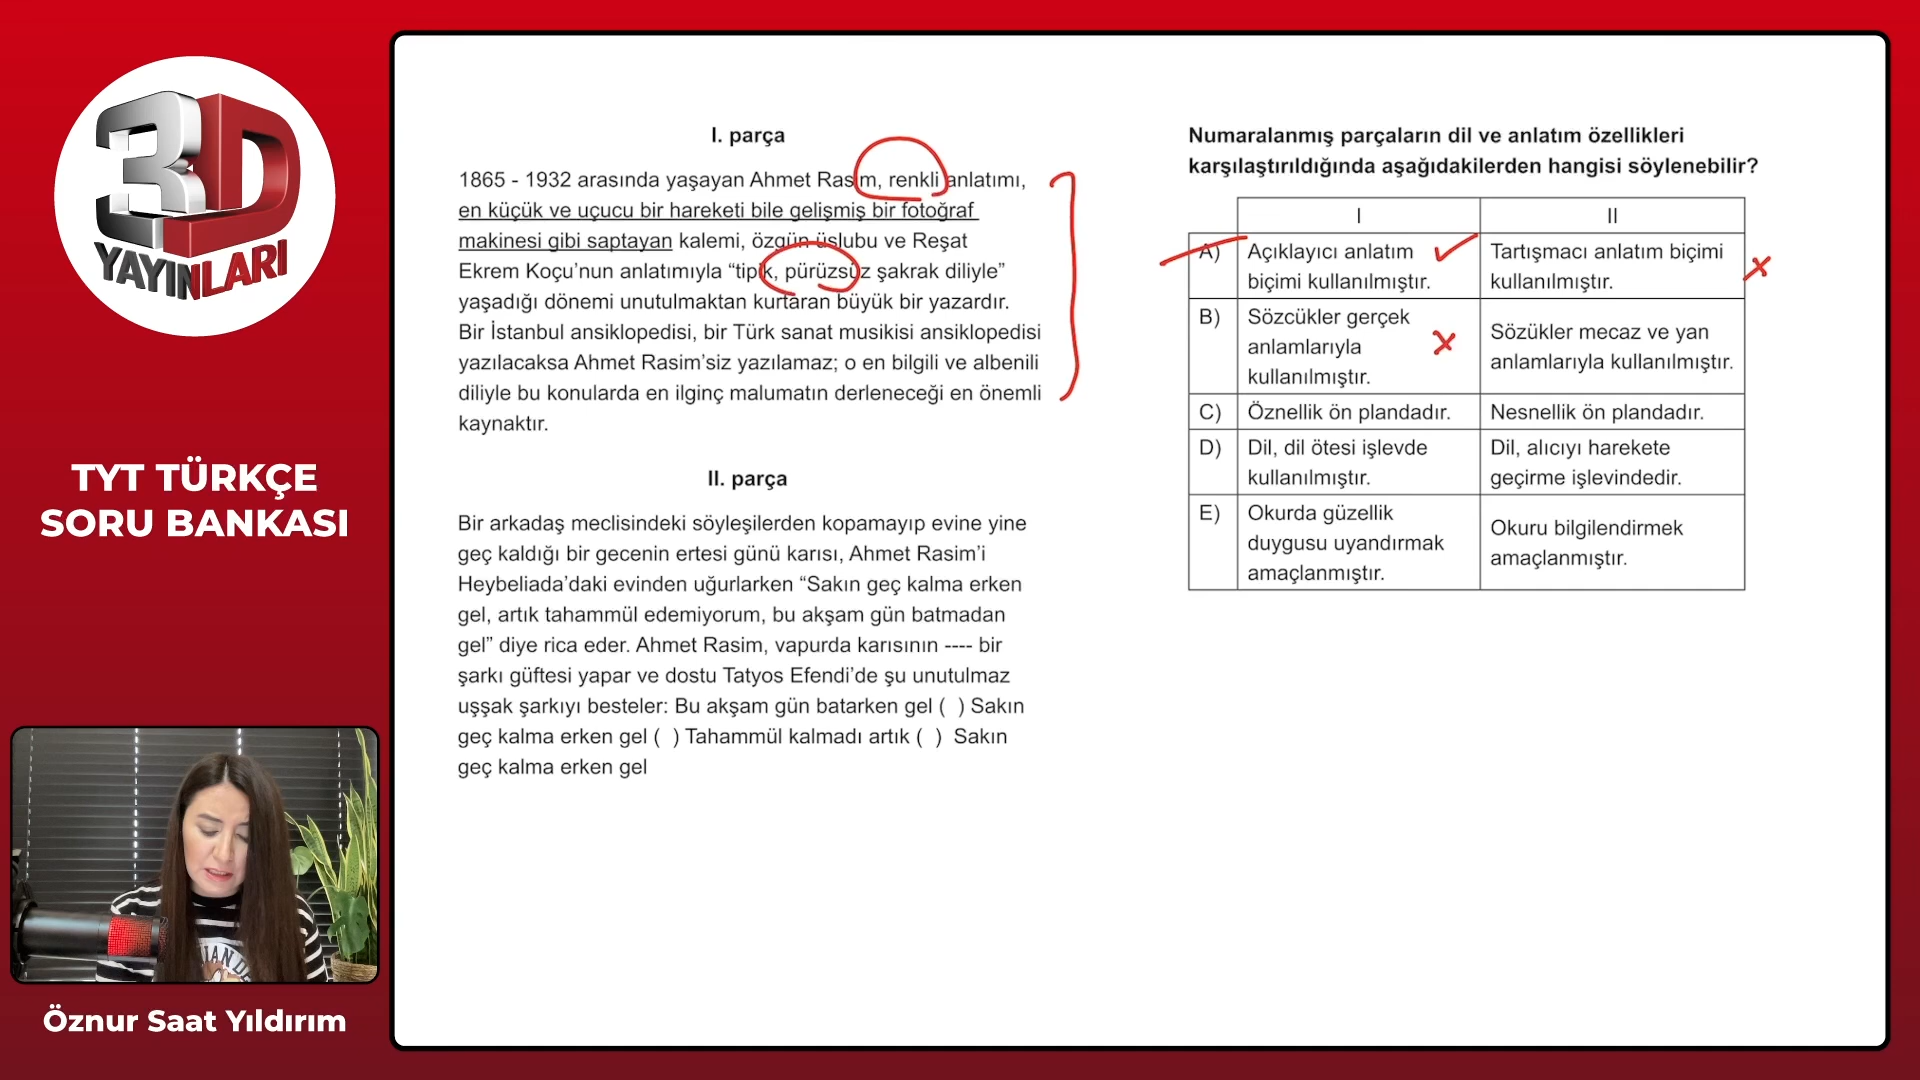 3D
YAYINLARI
TYT TÜRKÇE
SORU BANKASI
Öznur Saat Yıldırım
I. parça
1865 - 1932 arasında yaşayan Ahmet Rasim, renkli anlatımı,
en küçük ve uçucu bir hareketi bile gelişmiş bir fotoğraf
makinesi gibi saptayan kalemi, özgün üslubu ve Reşat
Ekrem Koçu’nun anlatımıyla “tipik, pürüzsüz şakrak diliyle”
yaşadığı dönemi unutulmaktan kurtaran büyük bir yazardır.
Bir İstanbul ansiklopedisi, bir Türk sanat musikisi ansiklopedisi
yazılacaksa Ahmet Rasim’siz yazılamaz; o en bilgili ve albenili
diliyle bu konularda en ilginç malumatın derleneceği en önemli
kaynaktır.
II. parça
Bir arkadaş meclisindeki söyleşilerden kopamayıp evine yine
geç kaldığı bir gecenin ertesi günü karısı, Ahmet Rasim’i
Heybeliada’daki evinden uğurlarken “Sakın geç kalma erken
gel, artık tahammül edemiyorum, bu akşam gün batmadan
gel” diye rica eder. Ahmet Rasim, vapurda karısının ---- bir
şarkı güftesi yapar ve dostu Tatyos Efendi’de şu unutulmaz
uşşak şarkıyı besteler: Bu akşam gün batarken gel ( ) Sakın
geç kalma erken gel ( ) Tahammül kalmadı artık ( ) Sakın
geç kalma erken gel
Numaralanmış parçaların dil ve anlatım özellikleri
karşılaştırıldığında aşağıdakilerden hangisi söylenebilir?
I II
A) Açıklayıcı anlatım
biçimi kullanılmıştır.
Tartışmacı anlatım biçimi
kullanılmıştır.
B) Sözcükler gerçek
anlamlarıyla
kullanılmıştır.
Sözükler mecaz ve yan
anlamlarıyla kullanılmıştır.
C) Öznellik ön plandadır. Nesnellik ön plandadır.
D) Dil, dil ötesi işlevde
kullanılmıştır.
Dil, alıcıyı harekete
geçirme işlevindedir.
E) Okurda güzellik
duygusu uyandırmak
amaçlanmıştır.
Okuru bilgilendirmek
amaçlanmıştır.